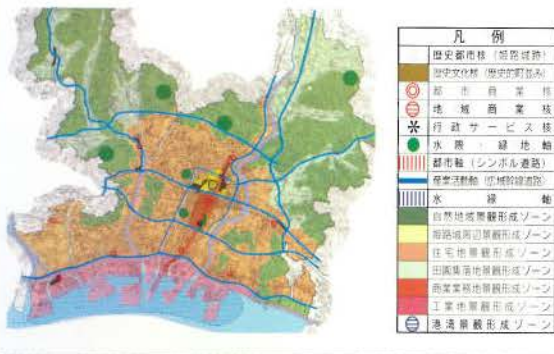 凡例
歴史都市核(姫路城跡)
歴史文化核(歴史的町並み)
都市商業核
地域商業核
行政サービス核
水際・緑地軸
都市軸(シンボル道路)
産業活動軸(広域幹線道路)
水緑軸
自然地域景観形成ゾーン
姫路城周辺景観形成ゾーン
住宅地景観形成ゾーン
田園集落地景観形成ゾーン
商業業務地景観形成ゾーン
工業地景観形成ゾーン
港湾景観形成ゾーン